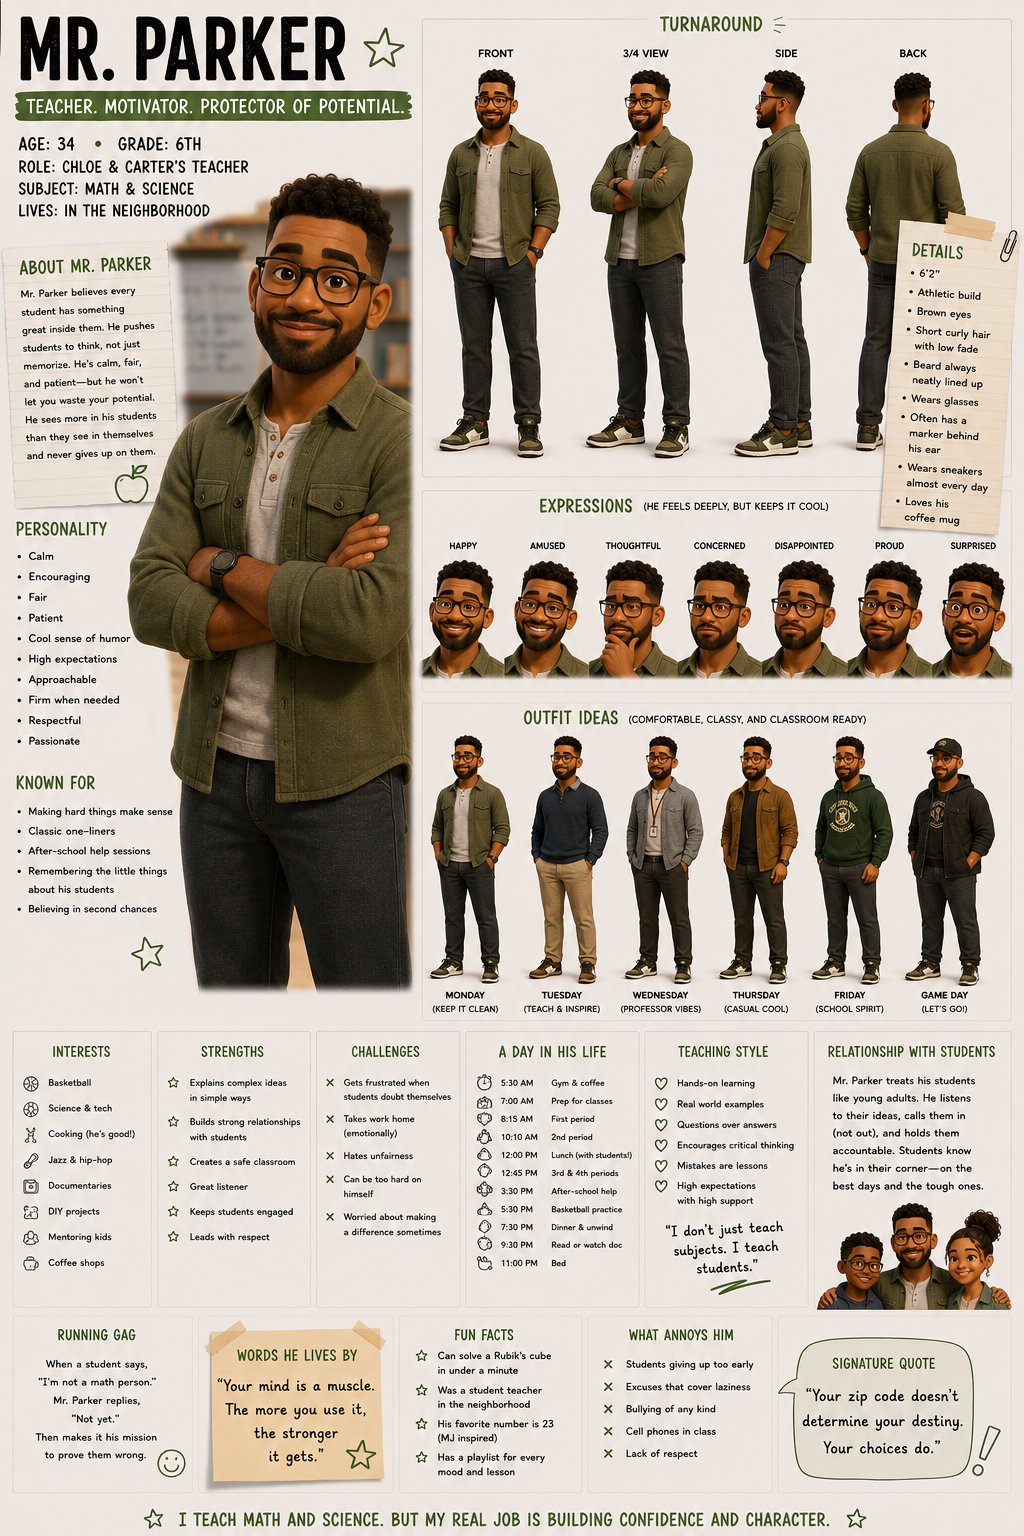 MR. PARKER
TEACHER. MOTIVATOR. PROTECTOR OF POTENTIAL.
AGE: 34 • GRADE: 6TH
ROLE: CHLOE & CARTER'S TEACHER
SUBJECT: MATH & SCIENCE
LIVES: IN THE NEIGHBORHOOD
ABOUT MR. PARKER
Mr. Parker believes every
student has something
great inside them. He pushes
students to think, not just
memorize. He's calm, fair,
and patient—but he won't
let you waste your potential.
He sees more in his students
than they see in themselves
and never gives up on them.
PERSONALITY
• Calm
• Encouraging
• Fair
• Patient
• Cool sense of humor
• High expectations
• Approachable
• Firm when needed
• Respectful
• Passionate
KNOWN FOR
• Making hard things make sense
• Classic one-liners
• After-school help sessions
• Remembering the little things
about his students
• Believing in second chances
TURNAROUND
FRONT
3/4 VIEW
SIDE
BACK
DETAILS
• 6'2"
• Athletic build
• Brown eyes
• Short curly hair
with low fade
• Beard always
neatly lined up
• Wears glasses
• Often has a
marker behind
his ear
• Wears sneakers
almost every day
• Loves his
coffee mug
EXPRESSIONS (HE FEELS DEEPLY, BUT KEEPS IT COOL)
HAPPY
AMUSED
THOUGHTFUL
CONCERNED
DISAPPOINTED
PROUD
SURPRISED
OUTFIT IDEAS (COMFORTABLE, CLASSY, AND CLASSROOM READY)
MONDAY
(KEEP IT CLEAN)
TUESDAY
(TEACH & INSPIRE)
WEDNESDAY
(PROFESSOR VIBES)
THURSDAY
(CASUAL COOL)
FRIDAY
(SCHOOL SPIRIT)
GAME DAY
(LET'S GO!)
INTERESTS
Basketball
Science & tech
Cooking (he's good!)
Jazz & hip-hop
Documentaries
DIY projects
Mentoring kids
Coffee shops
STRENGTHS
Explains complex ideas
in simple ways
Builds strong relationships
with students
Creates a safe classroom
Great listener
Keeps students engaged
Leads with respect
CHALLENGES
Gets frustrated when
students doubt themselves
Takes work home
(emotionally)
Hates unfairness
Can be too hard on
himself
Worried about making
a difference sometimes
A DAY IN HIS LIFE
5:30 AM Gym & coffee
7:00 AM Prep for classes
8:15 AM First period
10:10 AM 2nd period
12:00 PM Lunch (with students!)
12:45 PM 3rd & 4th periods
3:30 PM After-school help
5:30 PM Basketball practice
7:30 PM Dinner & unwind
9:30 PM Read or watch doc
11:00 PM Bed
TEACHING STYLE
Hands-on learning
Real world examples
Questions over answers
Encourages critical thinking
Mistakes are lessons
High expectations
with high support
"I don't just teach
subjects. I teach
students."
RELATIONSHIP WITH STUDENTS
Mr. Parker treats his students
like young adults. He listens
to their ideas, calls them in
(not out), and holds them
accountable. Students know
he's in their corner—on the
best days and the tough ones.
RUNNING GAG
When a student says,
"I'm not a math person."
Mr. Parker replies,
"Not yet."
Then makes it his mission
to prove them wrong.
WORDS HE LIVES BY
"Your mind is a muscle.
The more you use it,
the stronger
it gets."
FUN FACTS
Can solve a Rubik's cube
in under a minute
Was a student teacher
in the neighborhood
His favorite number is 23
(MJ inspired)
Has a playlist for every
mood and lesson
WHAT ANNOYS HIM
Students giving up too early
Excuses that cover laziness
Bullying of any kind
Cell phones in class
Lack of respect
SIGNATURE QUOTE
"Your zip code doesn't
determine your destiny.
Your choices do."
I TEACH MATH AND SCIENCE. BUT MY REAL JOB IS BUILDING CONFIDENCE AND CHARACTER.